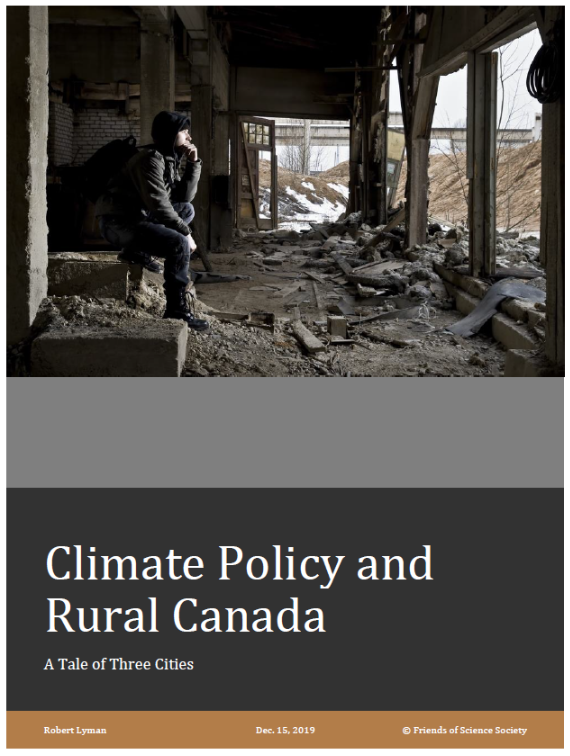 Climate Policy and
Rural Canada
A Tale of Three Cities
Robert Lyman Dec. 15, 2019 © Friends of Science Society